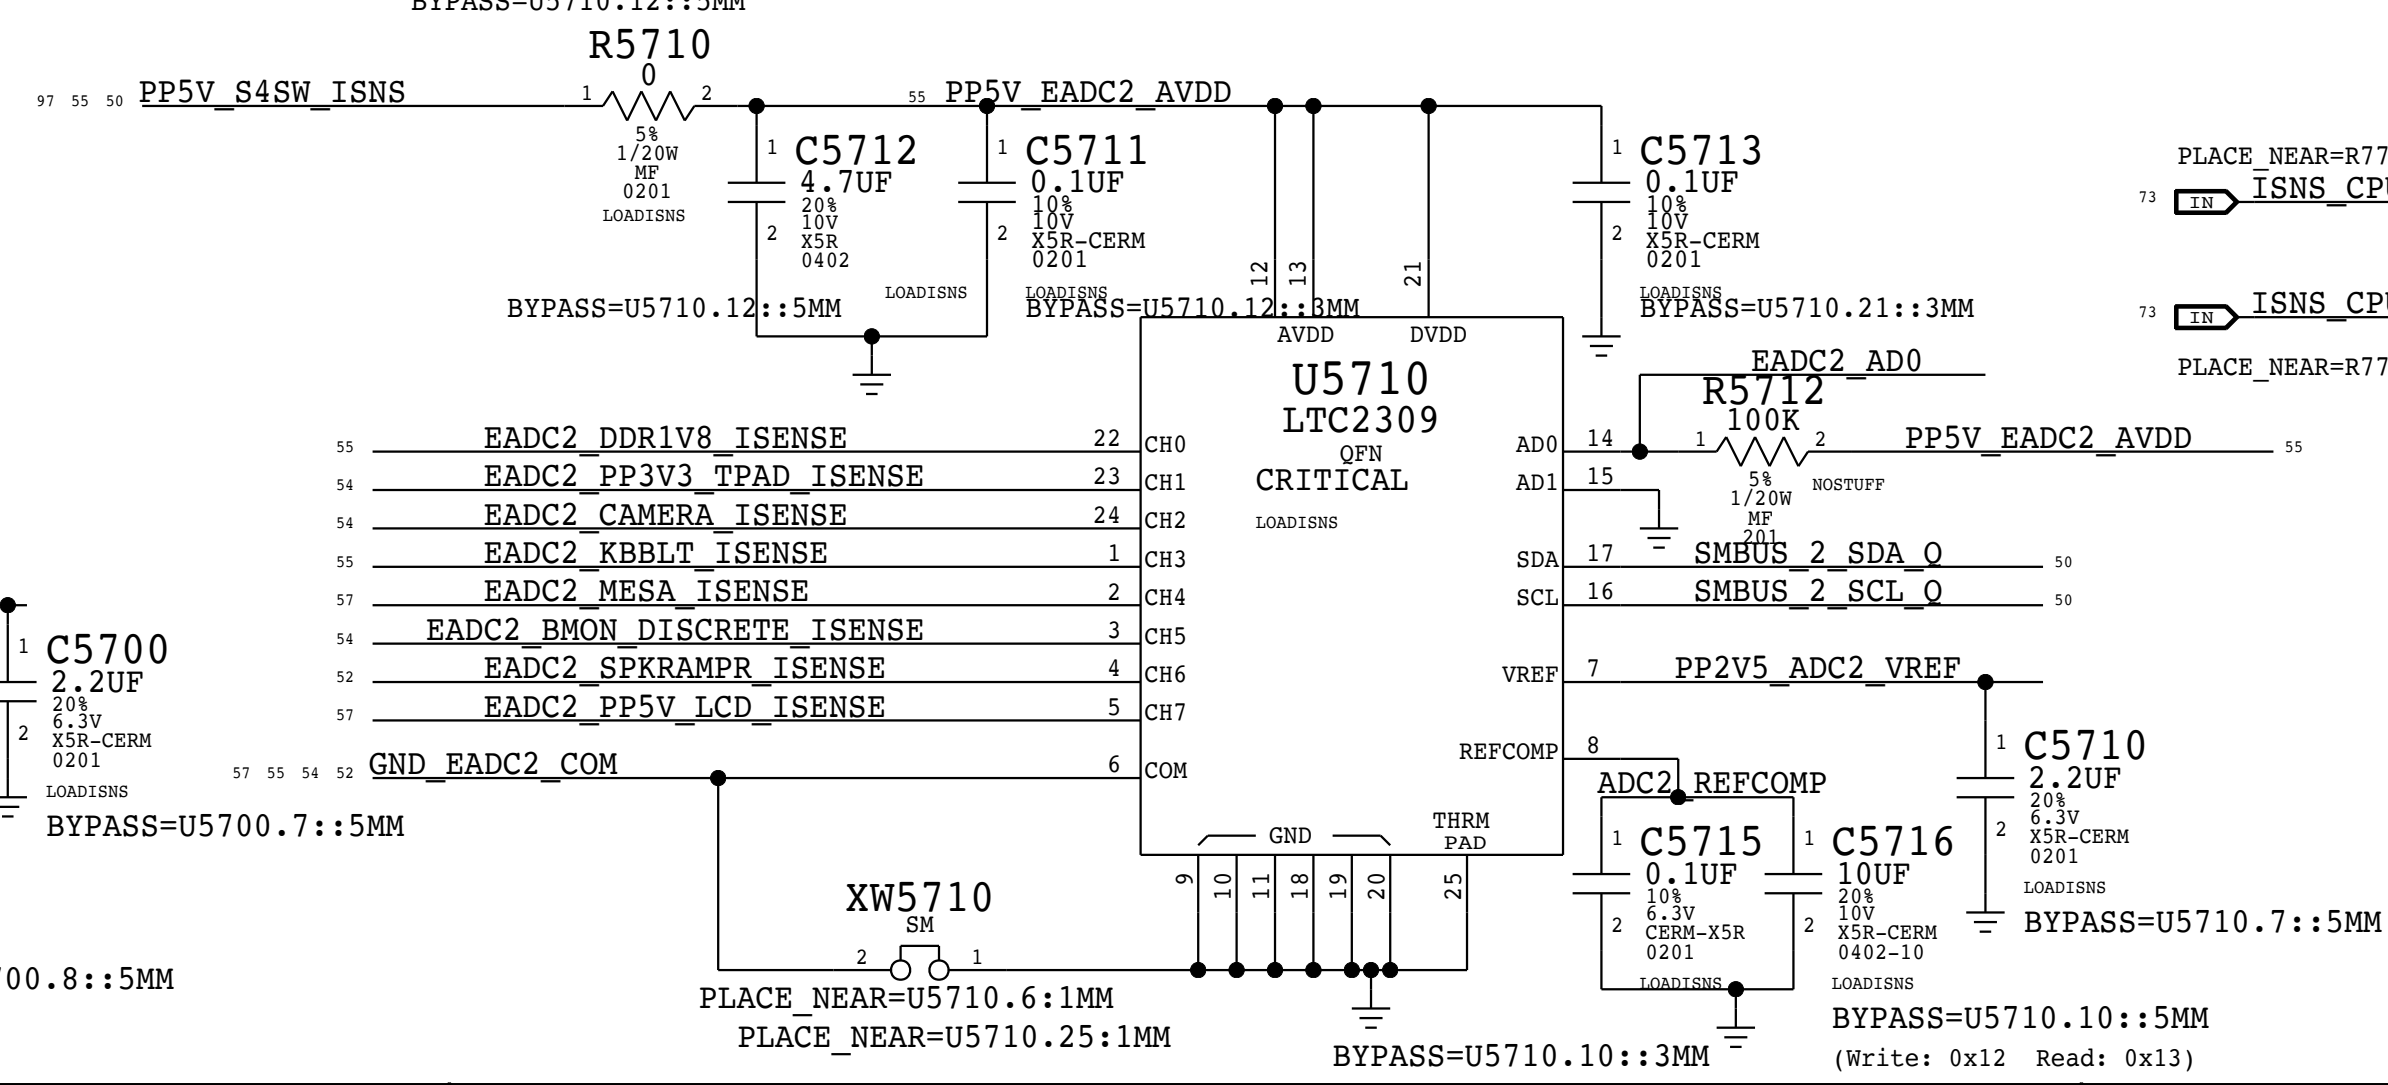 BYPASS=U5710.12::5MM
R5710
0
97 55 50 PP5V_S4SW_ISNS 1 2 55 PP5V_EADC2_AVDD
5%
1/20W
MF
0201
LOADISNS
1 C5712
4.7UF
20%
10V
2 X5R
0402
LOADISNS
BYPASS=U5710.12::5MM
1 C5711
0.1UF
10%
10V
2 X5R-CERM
0201
LOADISNS
BYPASS=U5710.12::3MM
12 13 21
1 C5713
0.1UF
10%
10V
2 X5R-CERM
0201
LOADISNS
BYPASS=U5710.21::3MM
PLACE_NEAR=R77
73 IN ISNS_CPU
73 IN ISNS_CPU
PLACE_NEAR=R77
AVDD DVDD
U5710
LTC2309
QFN
CRITICAL
LOADISNS
55 EADC2_DDR1V8_ISENSE 22 CH0
54 EADC2_PP3V3_TPAD_ISENSE 23 CH1
54 EADC2_CAMERA_ISENSE 24 CH2
55 EADC2_KBBLT_ISENSE 1 CH3
57 EADC2_MESA_ISENSE 2 CH4
54 EADC2_BMON_DISCRETE_ISENSE 3 CH5
52 EADC2_SPKRAMPR_ISENSE 4 CH6
57 EADC2_PP5V_LCD_ISENSE 5 CH7
57 55 54 52 GND_EADC2_COM 6 COM
EADC2_AD0
R5712
100K
AD0 14 1 2 PP5V_EADC2_AVDD 55
AD1 15
5%
1/20W
MF
201
NOSTUFF
SDA 17 SMBUS_2_SDA_Q 50
SCL 16 SMBUS_2_SCL_Q 50
VREF 7 PP2V5_ADC2_VREF
REFCOMP 8
ADC2_REFCOMP
1 C5700
2.2UF
20%
6.3V
2 X5R-CERM
0201
LOADISNS
BYPASS=U5700.7::5MM
1 C5710
2.2UF
20%
6.3V
2 X5R-CERM
0201
LOADISNS
BYPASS=U5710.7::5MM
GND
THRM
PAD
9 10 11 18 19 20 25
1 C5715
0.1UF
10%
6.3V
2 CERM-X5R
0201
LOADISNS
BYPASS=U5710.10::3MM
1 C5716
10UF
20%
10V
2 X5R-CERM
0402-10
LOADISNS
BYPASS=U5710.10::5MM
(Write: 0x12 Read: 0x13)
XW5710
SM
2 1
PLACE_NEAR=U5710.6:1MM
PLACE_NEAR=U5710.25:1MM
00.8::5MM